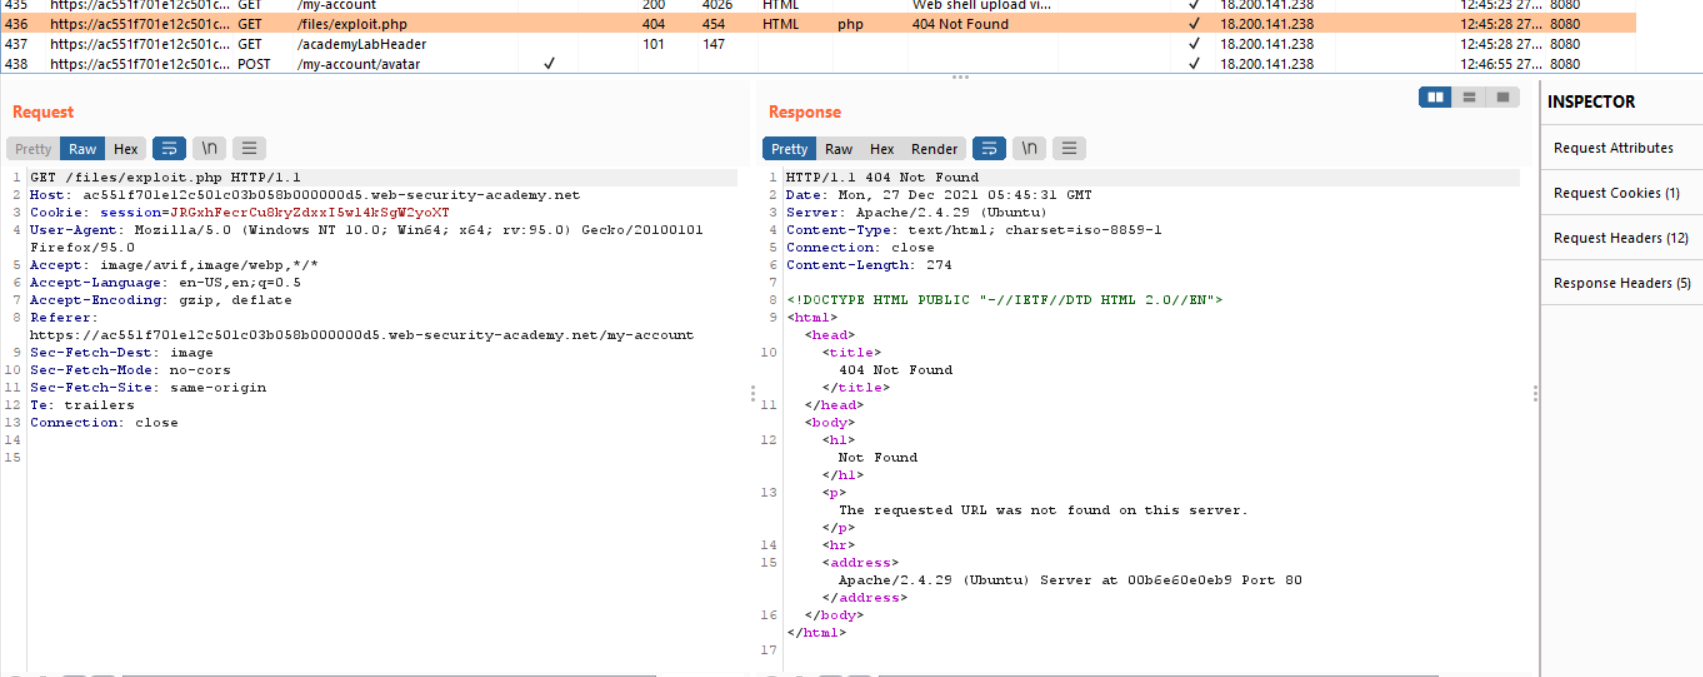 435 https://ac551f701e12c501c... GET /my-account 200 4026 HTML Web shell upload vi... ✓ 18.200.141.238 12:45:23 27... 8080
436 https://ac551f701e12c501c... GET /files/exploit.php 404 454 HTML php 404 Not Found ✓ 18.200.141.238 12:45:28 27... 8080
437 https://ac551f701e12c501c... GET /academyLabHeader 101 147 ✓ 18.200.141.238 12:45:28 27... 8080
438 https://ac551f701e12c501c... POST /my-account/avatar ✓ ✓ 18.200.141.238 12:46:55 27... 8080
Request
Pretty Raw Hex \n
1 GET /files/exploit.php HTTP/1.1
2 Host: ac551f701e12c501c03b058b000000d5.web-security-academy.net
3 Cookie: session=JRGxhFecrCu8kyZdxxI5wl4kSgW2yoXT
4 User-Agent: Mozilla/5.0 (Windows NT 10.0; Win64; x64; rv:95.0) Gecko/20100101
Firefox/95.0
5 Accept: image/avif,image/webp,*/*
6 Accept-Language: en-US,en;q=0.5
7 Accept-Encoding: gzip, deflate
8 Referer:
https://ac551f701e12c501c03b058b000000d5.web-security-academy.net/my-account
9 Sec-Fetch-Dest: image
10 Sec-Fetch-Mode: no-cors
11 Sec-Fetch-Site: same-origin
12 Te: trailers
13 Connection: close
14
15
Response
Pretty Raw Hex Render \n
1 HTTP/1.1 404 Not Found
2 Date: Mon, 27 Dec 2021 05:45:31 GMT
3 Server: Apache/2.4.29 (Ubuntu)
4 Content-Type: text/html; charset=iso-8859-1
5 Connection: close
6 Content-Length: 274
7
8 <!DOCTYPE HTML PUBLIC "-//IETF//DTD HTML 2.0//EN">
9 <html>
<head>
10 <title>
404 Not Found
</title>
11 </head>
<body>
12 <h1>
Not Found
</h1>
13 <p>
The requested URL was not found on this server.
</p>
14 <hr>
15 <address>
Apache/2.4.29 (Ubuntu) Server at 00b6e60e0eb9 Port 80
</address>
16 </body>
</html>
17
INSPECTOR
Request Attributes
Request Cookies (1)
Request Headers (12)
Response Headers (5)